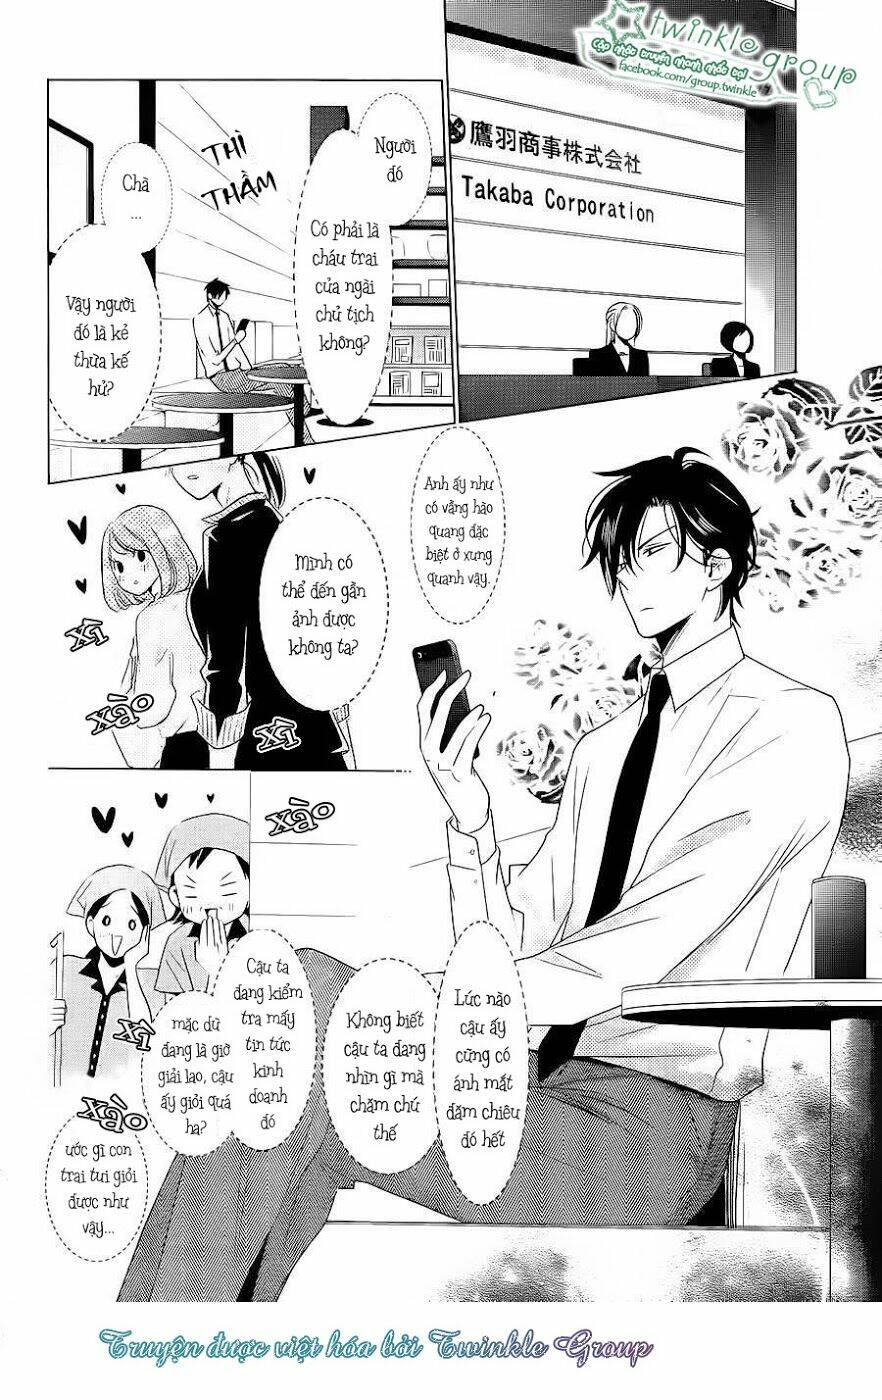 twinkle
group
cập nhật truyện nhanh nhất tại
facebook.com/group.twinkle
鷹羽商事株式会社
Takaba Corporation
Người
đó
Có phải là
cháu trai
của ngài
chủ tịch
không?
THÌ
THẦM
Chà
...
Vậy người
đó là kẻ
thừa kế
hử?
Anh ấy như
có vầng hào
quang đặc
biệt ở xưng
quanh vậy.
Mình có
thể đến gần
ảnh được
không ta?
xì
xào
xì
xào
Lúc nào
cậu ấy
cũng có
ánh mắt
đăm chiêu
đó hết
Không biết
cậu ta đang
nhìn gì mà
chăm chú
thế
Cậu ta
đang kiểm
tra mấy
tin tức
kinh
doanh đó
mặc dù
đang là giờ
giải lao, cậu
ấy giỏi quá
ha?
xì
xào
ước gì con
trai tui giỏi
được như
vậy...
Truyện được việt hóa bởi Twinkle Group